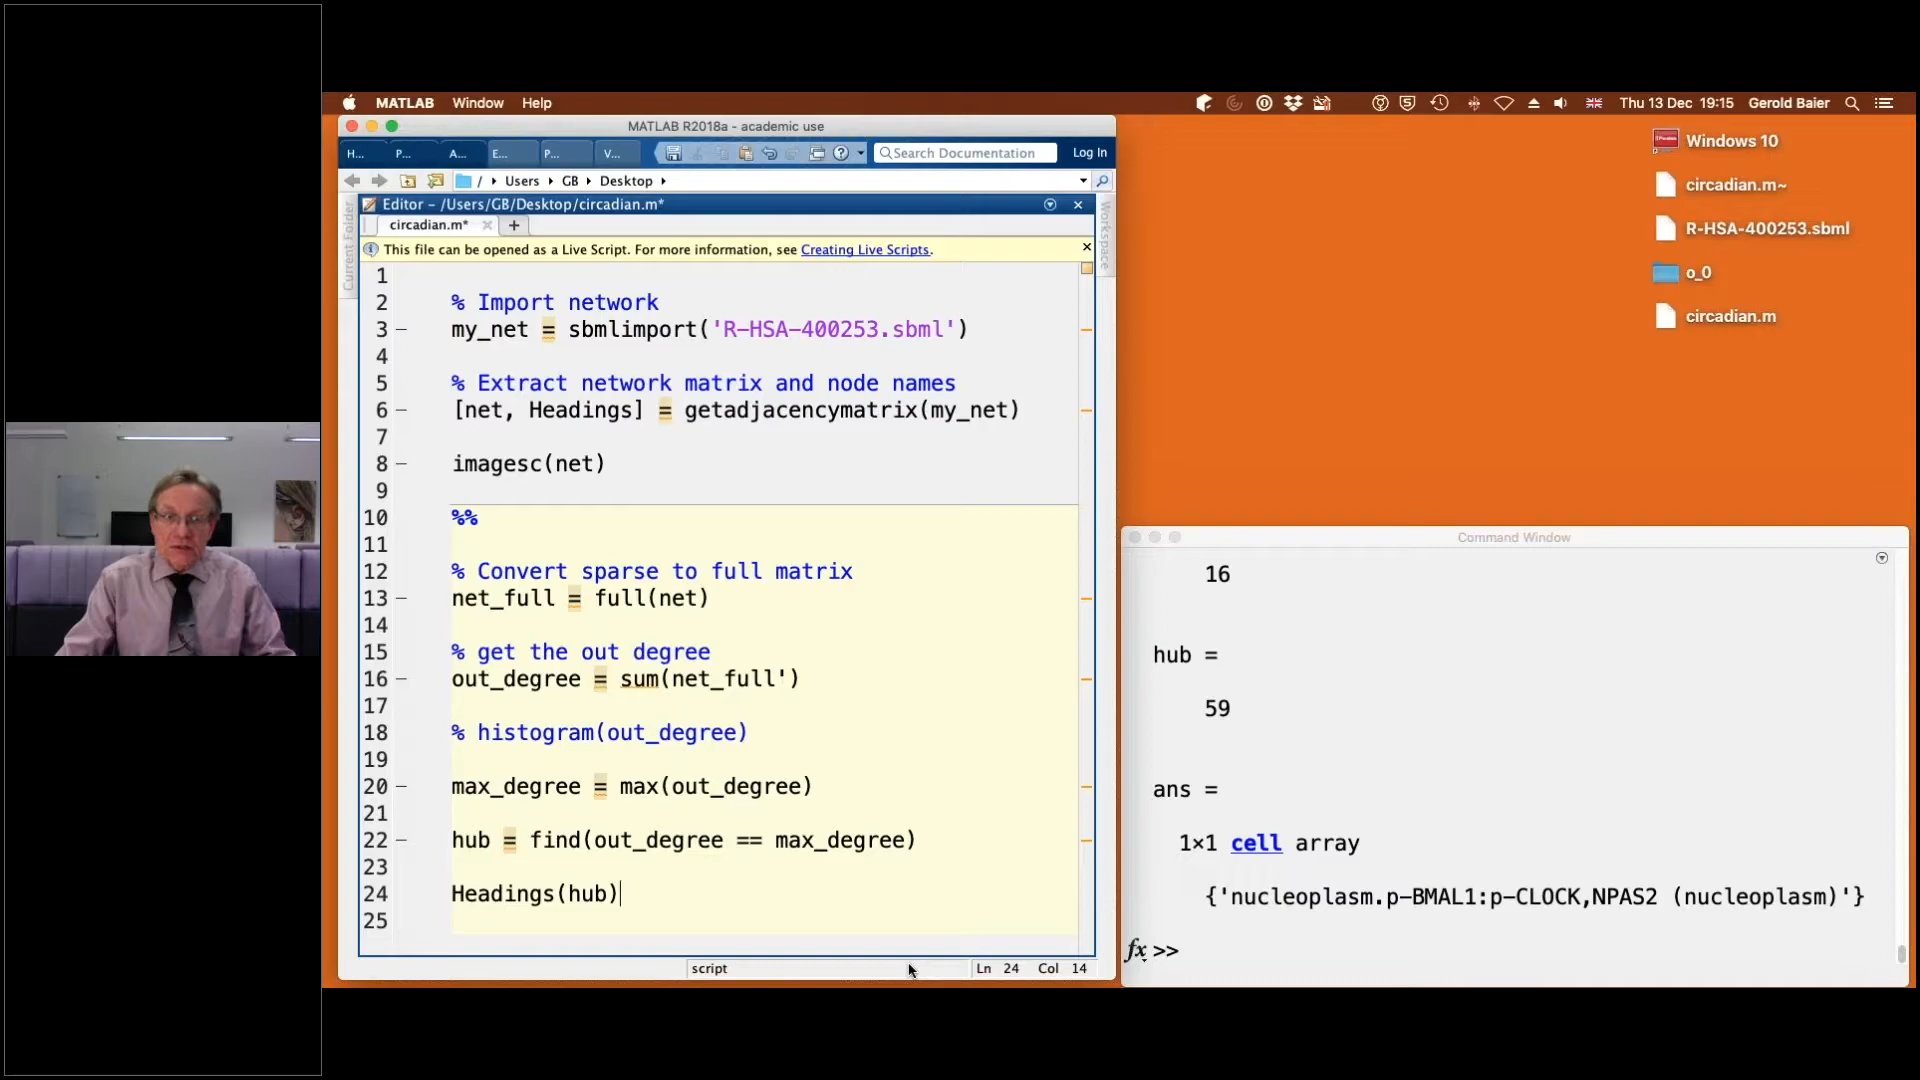 MATLAB Window Help
Thu 13 Dec 19:15 Gerold Baier
MATLAB R2018a - academic use
H... P... A... E... P... V... Search Documentation Log In
/ Users GB Desktop
Current Folder
Editor - /Users/GB/Desktop/circadian.m*
circadian.m* × +
This file can be opened as a Live Script. For more information, see Creating Live Scripts.
Workspace
1
2 % Import network
3 – my_net = sbmlimport('R-HSA-400253.sbml')
4
5 % Extract network matrix and node names
6 – [net, Headings] = getadjacencymatrix(my_net)
7
8 – imagesc(net)
9
10 %%
11
12 % Convert sparse to full matrix
13 – net_full = full(net)
14
15 % get the out degree
16 – out_degree = sum(net_full')
17
18 % histogram(out_degree)
19
20 – max_degree = max(out_degree)
21
22 – hub = find(out_degree == max_degree)
23
24 Headings(hub)
25
script Ln 24 Col 14
Windows 10
circadian.m~
R-HSA-400253.sbml
o_0
circadian.m
Command Window
16
hub =
59
ans =
1×1 cell array
{'nucleoplasm.p-BMAL1:p-CLOCK,NPAS2 (nucleoplasm)'}
fx >>